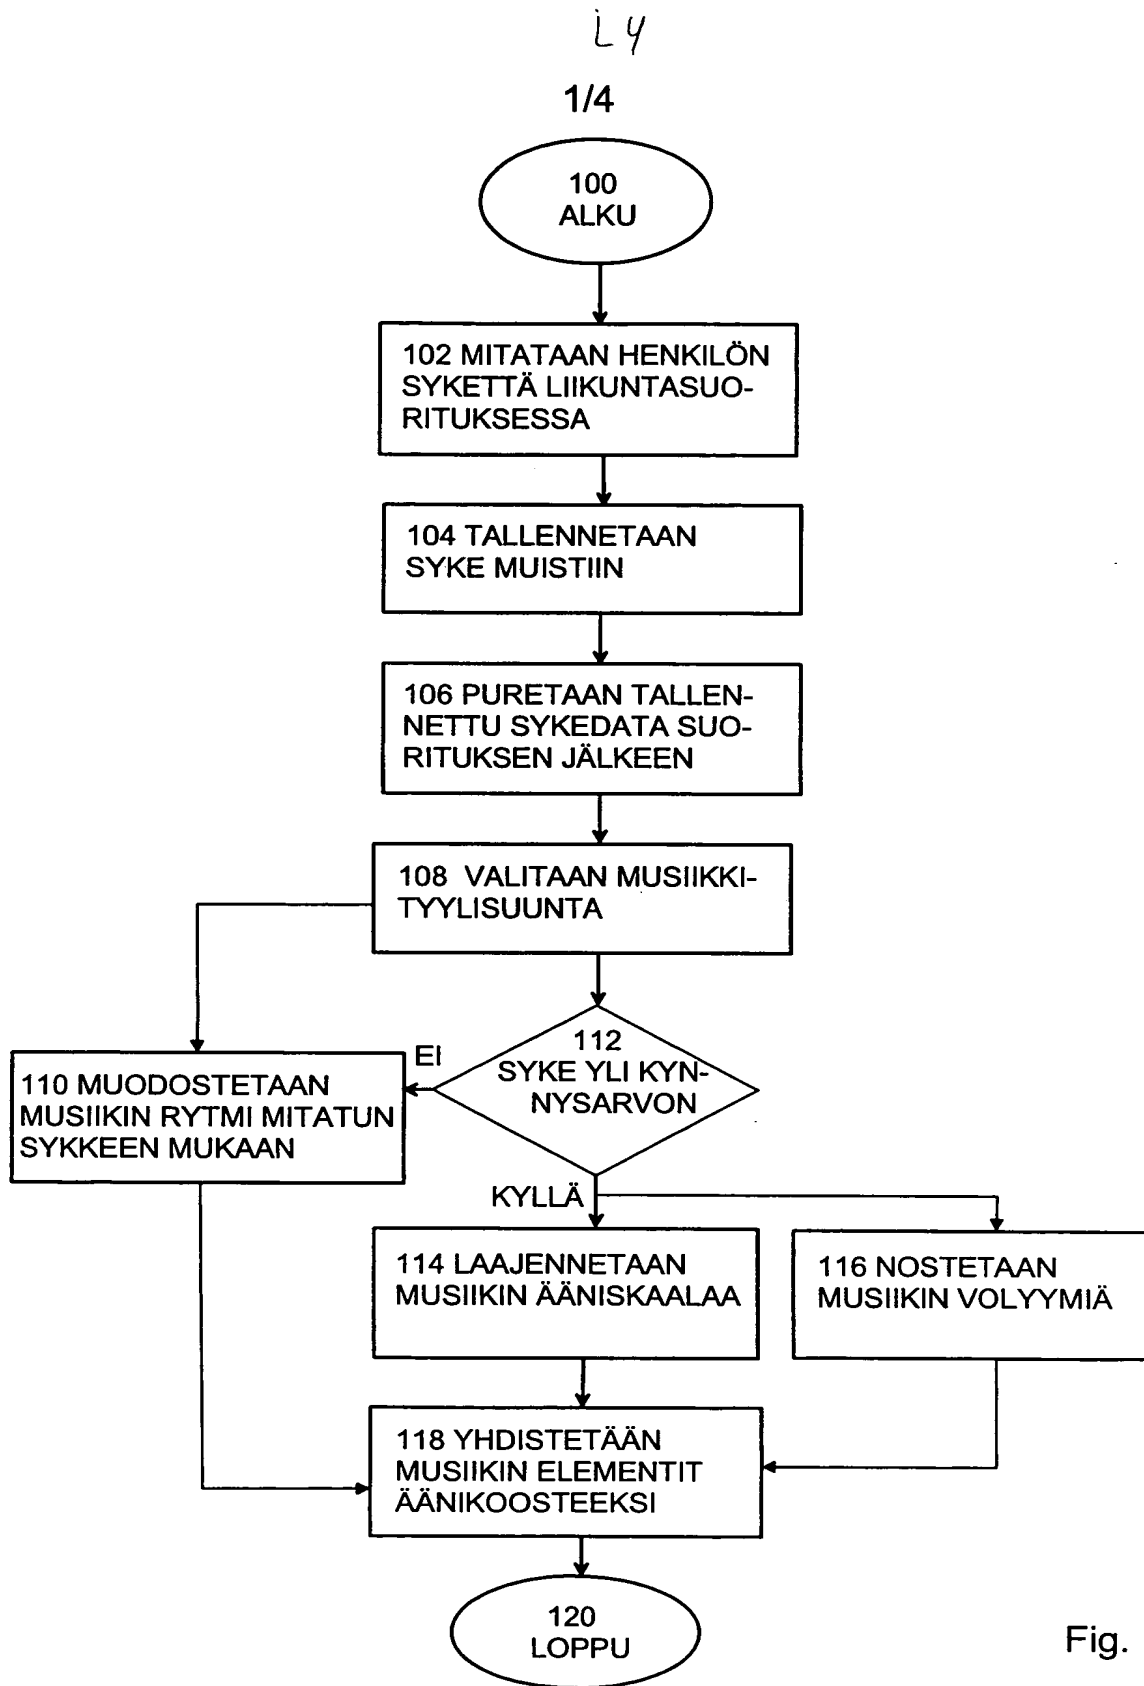 L4
1/4
100
ALKU
102 MITATAAN HENKILÖN
SYKETTÄ LIIKUNTASUO-
RITUKSESSA
104 TALLENNETAAN
SYKE MUISTIIN
106 PURETAAN TALLEN-
NETTU SYKEDATA SUO-
RITUKSEN JÄLKEEN
108 VALITAAN MUSIIKKI-
TYYLISUUNTA
112
SYKE YLI KYN-
NYSARVON
EI
110 MUODOSTETAAN
MUSIIKIN RYTMI MITATUN
SYKKEEN MUKAAN
KYLLÄ
114 LAAJENNETAAN
MUSIIKIN ÄÄNISKAALAA
116 NOSTETAAN
MUSIIKIN VOLYYMIÄ
118 YHDISTETÄÄN
MUSIIKIN ELEMENTIT
ÄÄNIKOOSTEEKSI
120
LOPPU
Fig.